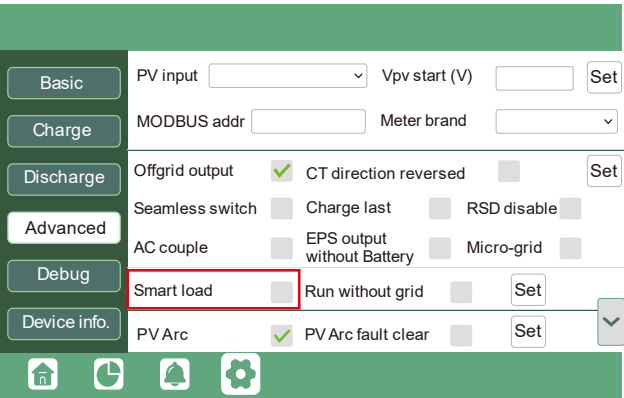 Basic
Charge
Discharge
Advanced
Debug
Device info.
PV input
Vpv start (V)
Set
MODBUS addr
Meter brand
Offgrid output
CT direction reversed
Set
Seamless switch
Charge last
RSD disable
AC couple
EPS output
without Battery
Micro-grid
Smart load
Run without grid
Set
PV Arc
PV Arc fault clear
Set